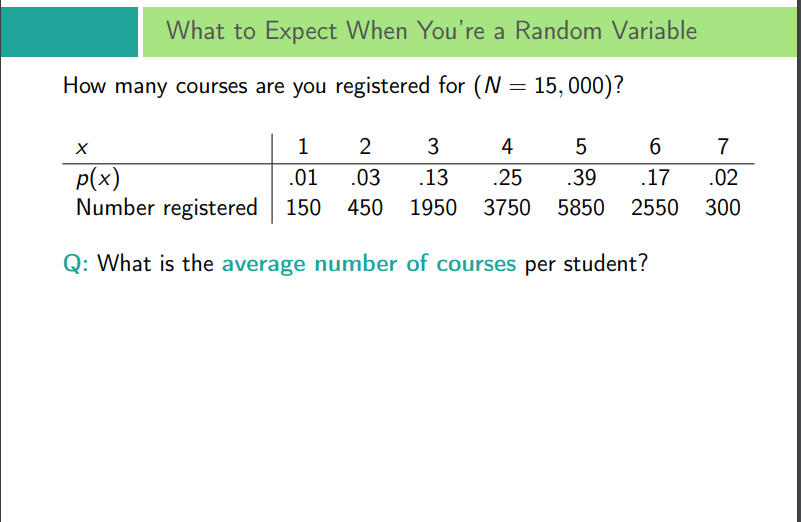 What to Expect When You're a Random Variable
How many courses are you registered for (N = 15, 000)?
x 1 2 3 4 5 6 7
p(x) .01 .03 .13 .25 .39 .17 .02
Number registered 150 450 1950 3750 5850 2550 300
Q: What is the average number of courses per student?